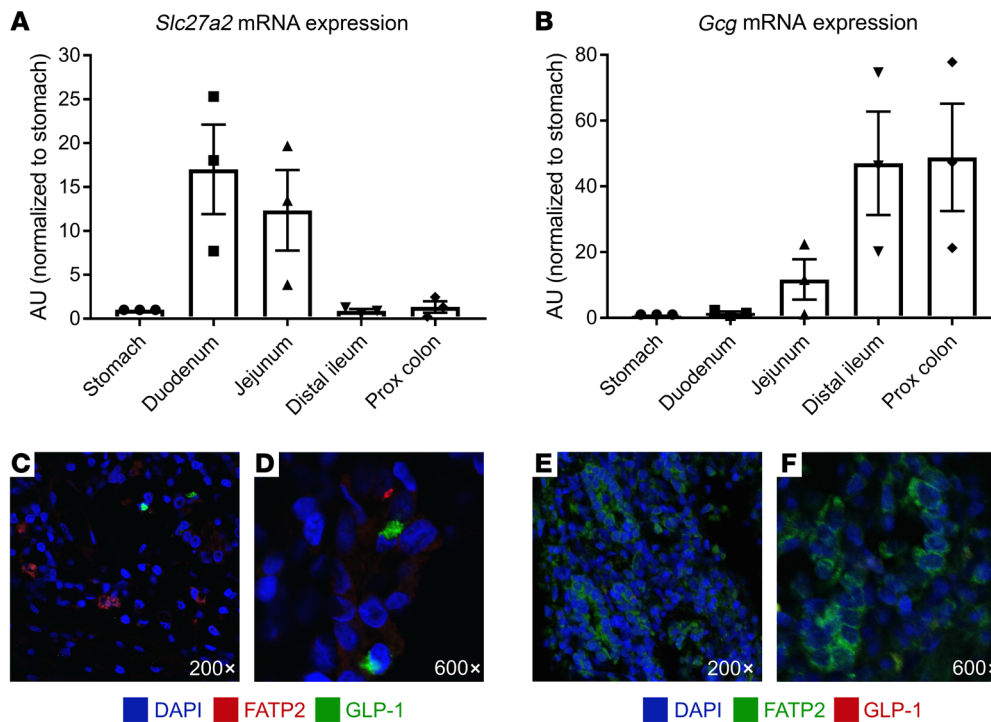 A
Slc27a2 mRNA expression
AU (normalized to stomach)
30
25
20
15
10
5
0
Stomach
Duodenum
Jejunum
Distal ileum
Prox colon
B
Gcg mRNA expression
AU (normalized to stomach)
80
60
40
20
0
Stomach
Duodenum
Jejunum
Distal ileum
Prox colon
C
200×
D
600×
E
200×
F
600×
DAPI FATP2 GLP-1
DAPI FATP2 GLP-1